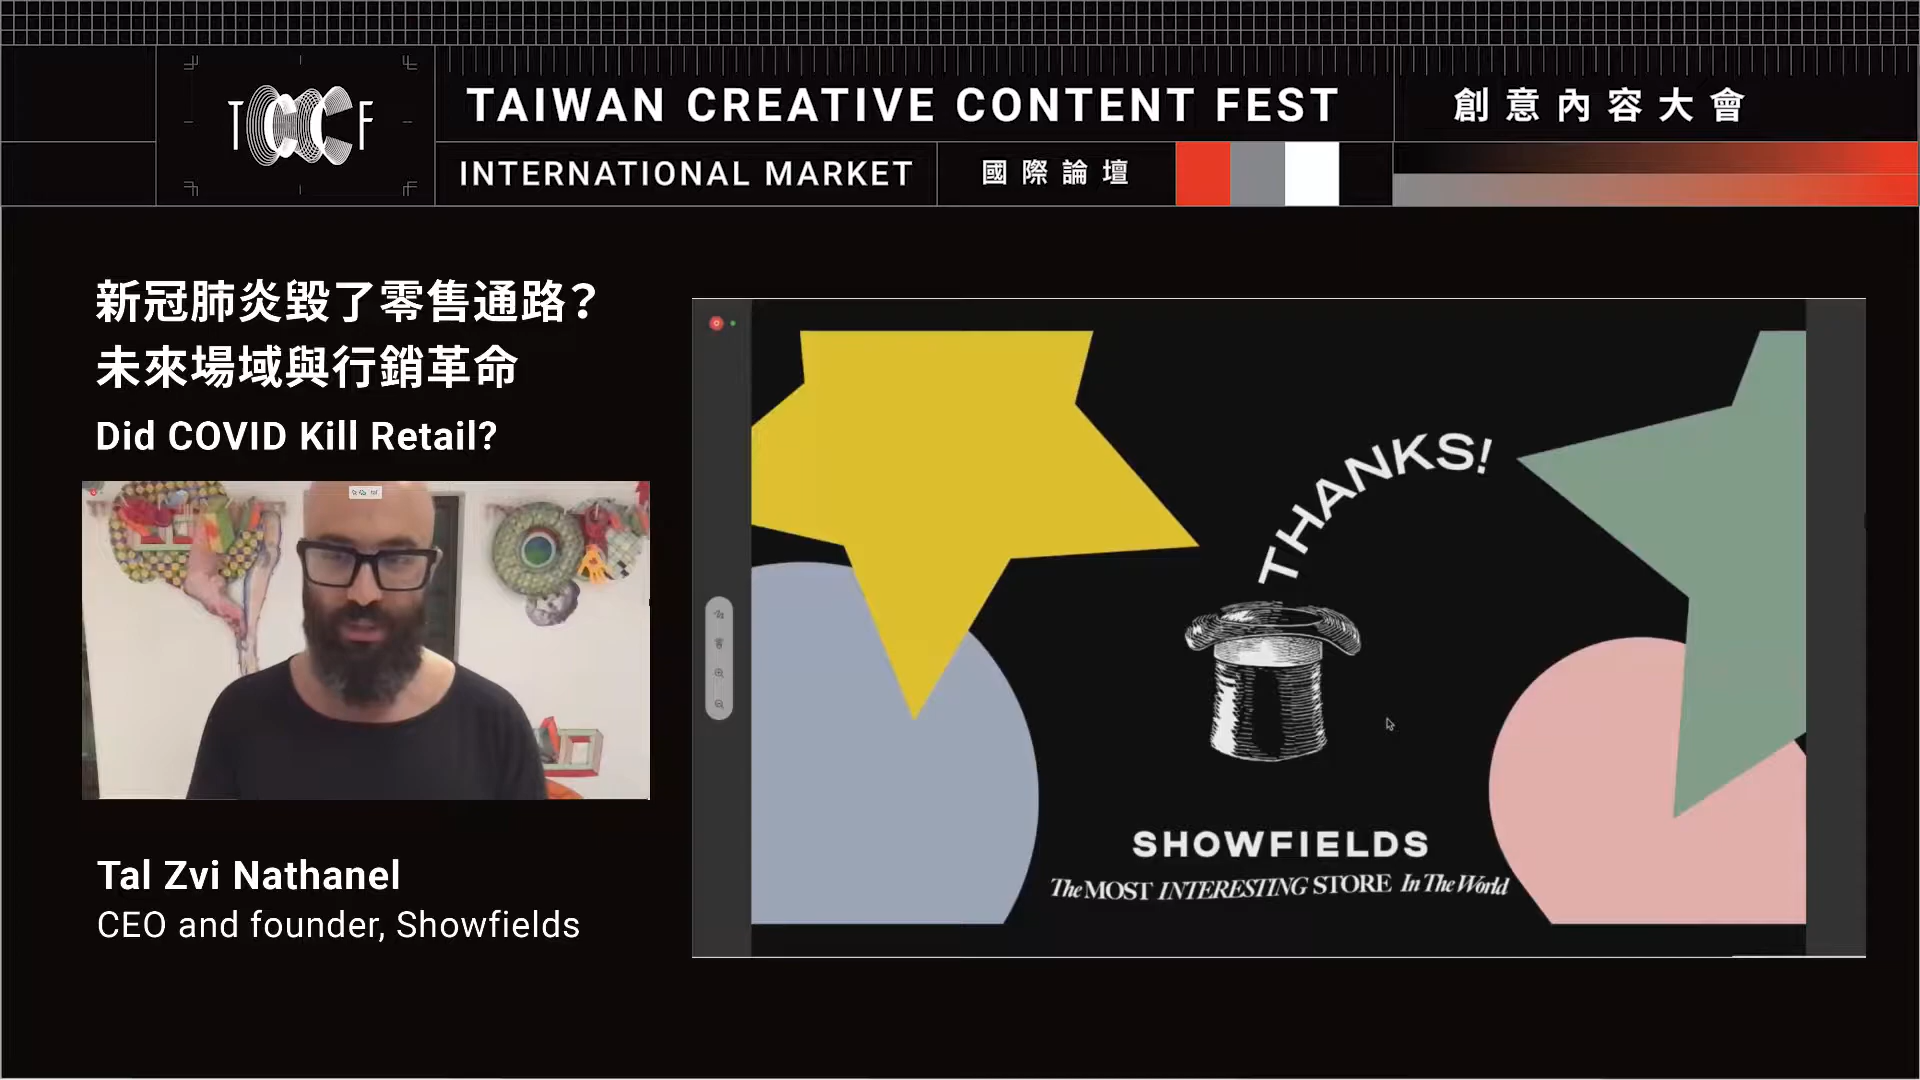 TCCF
TAIWAN CREATIVE CONTENT FEST
創意內容大會
INTERNATIONAL MARKET
國際論壇
新冠肺炎毀了零售通路?
未來場域與行銷革命
Did COVID Kill Retail?
Tal Zvi Nathanel
CEO and founder, Showfields
THANKS!
SHOWFIELDS
The MOST INTERESTING STORE In The World